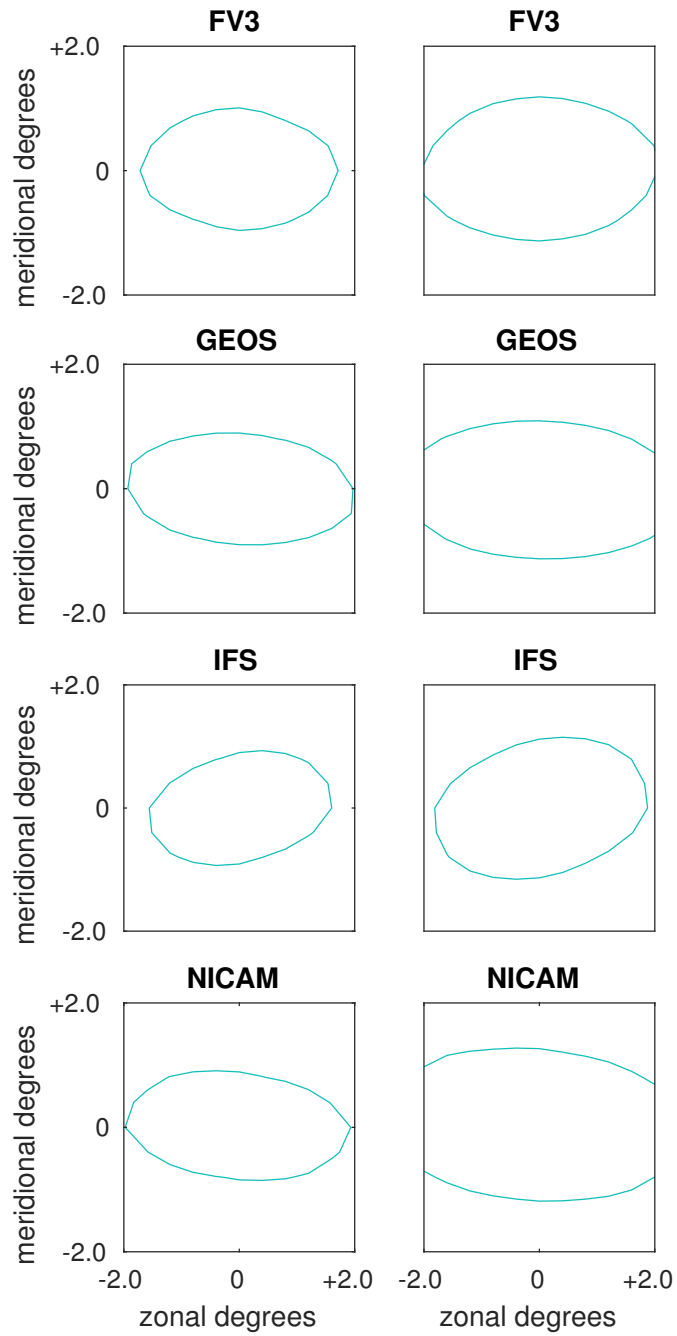 FV3 FV3
+2.0
meridional degrees
0
-2.0
GEOS GEOS
+2.0
meridional degrees
0
-2.0
IFS IFS
+2.0
meridional degrees
0
-2.0
NICAM NICAM
+2.0
meridional degrees
0
-2.0
-2.0 0 +2.0 -2.0 0 +2.0
zonal degrees zonal degrees